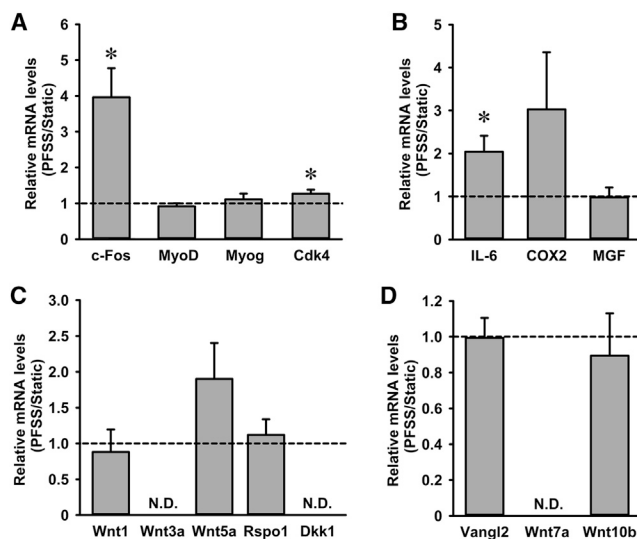 A
Relative mRNA levels
(PFSS/Static)
6
5
4
3
2
1
0
*
*
c-Fos MyoD Myog Cdk4
B
Relative mRNA levels
(PFSS/Static)
5
4
3
2
1
0
*
IL-6 COX2 MGF
C
Relative mRNA levels
(PFSS/Static)
3.0
2.5
2.0
1.5
1.0
0.5
0.0
N.D. N.D.
Wnt1 Wnt3a Wnt5a Rspo1 Dkk1
D
Relative mRNA levels
(PFSS/Static)
1.2
1.0
0.8
0.6
0.4
0.2
0.0
N.D.
Vangl2 Wnt7a Wnt10b